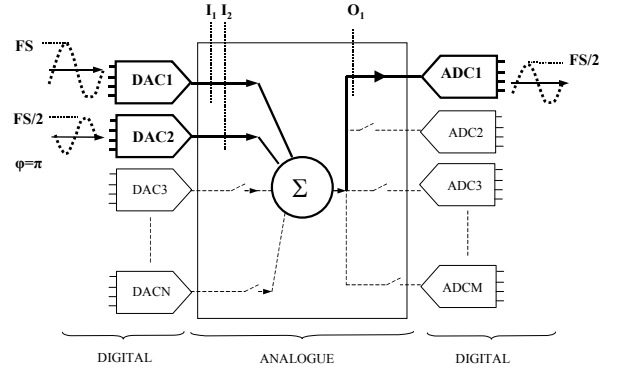 I1 I2 O1
FS
FS/2
DAC1
ADC1
FS/2
DAC2
ADC2
φ=π
DAC3
Σ
ADC3
DACN
ADCM
DIGITAL ANALOGUE DIGITAL